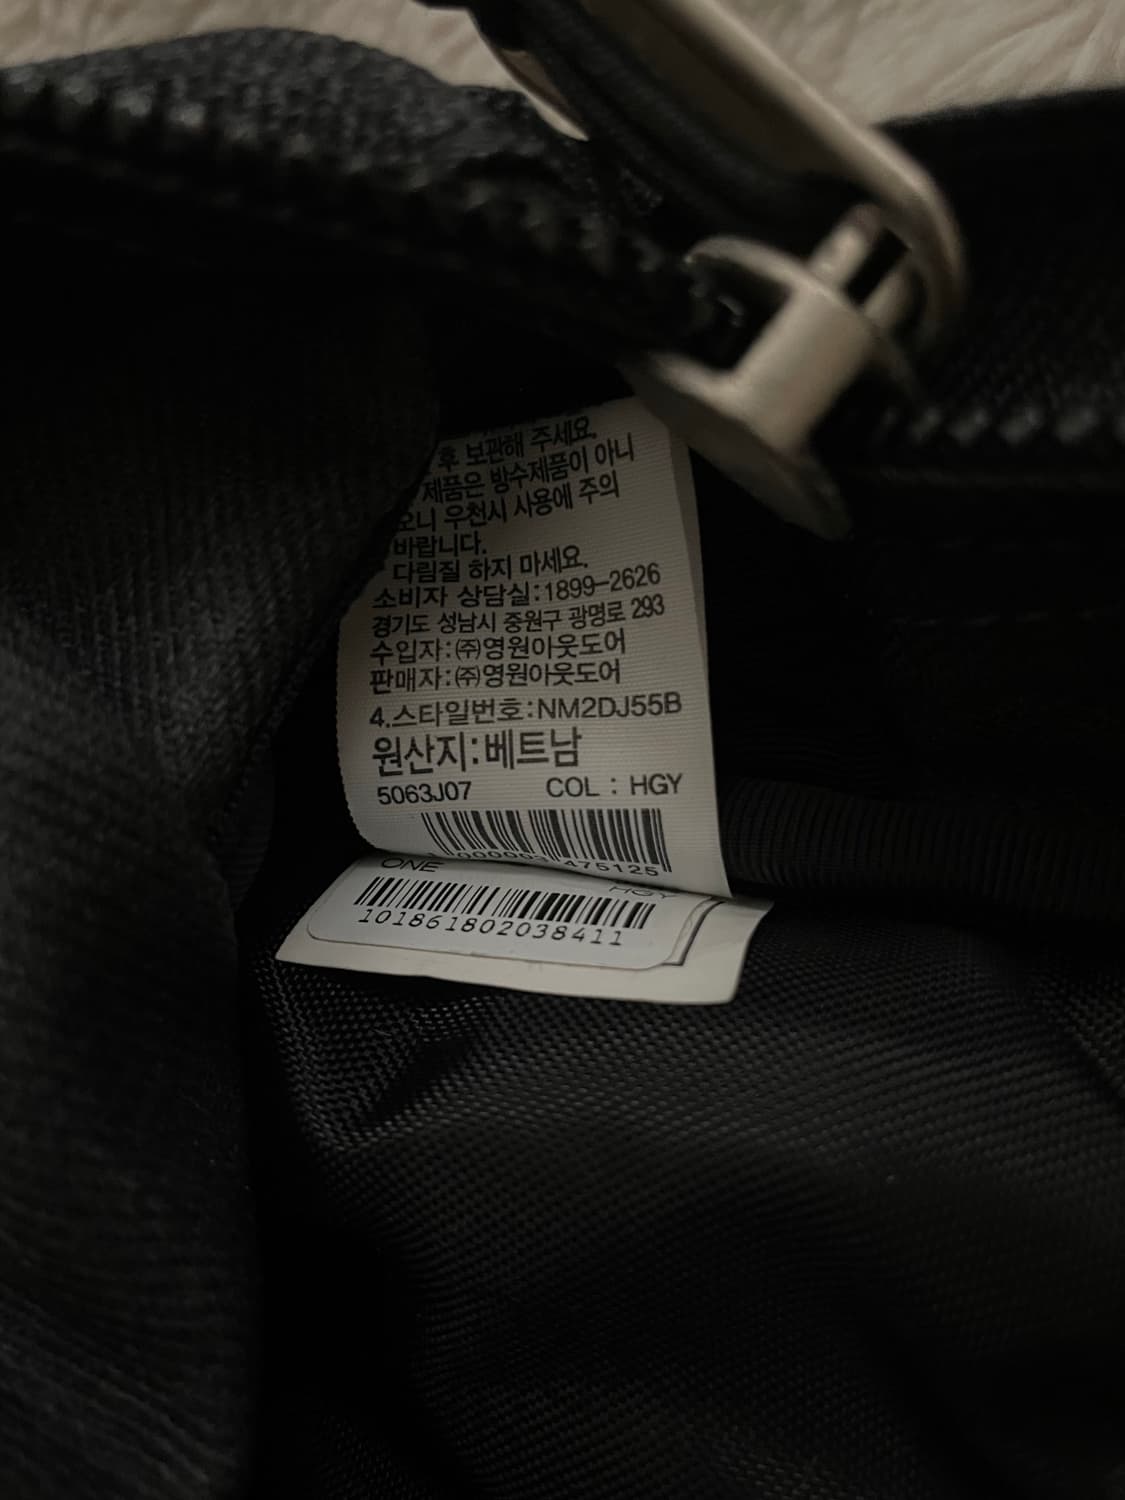 후 보관해 주세요.
제품은 방수제품이 아니
오니 우천시 사용에 주의
바랍니다.
다림질 하지 마세요.
소비자 상담실:1899-2626
경기도 성남시 중원구 광명로 293
수입자:㈜영원아웃도어
판매자:㈜영원아웃도어
4.스타일번호:NM2DJ55B
원산지:베트남
5063J07 COL : HGY
ONE HGY
101861802038411